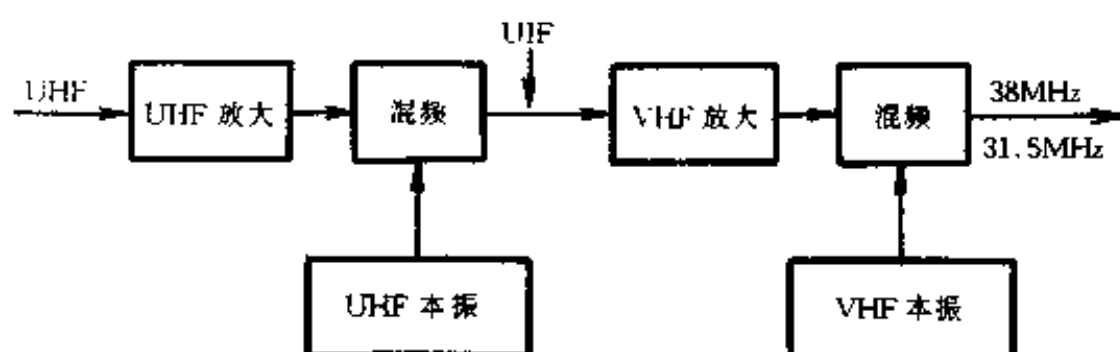 UIF
UHF
UHF 放大
混频
VHF 放大
混频
38MHz
31.5MHz
UHF 本振
VHF 本振